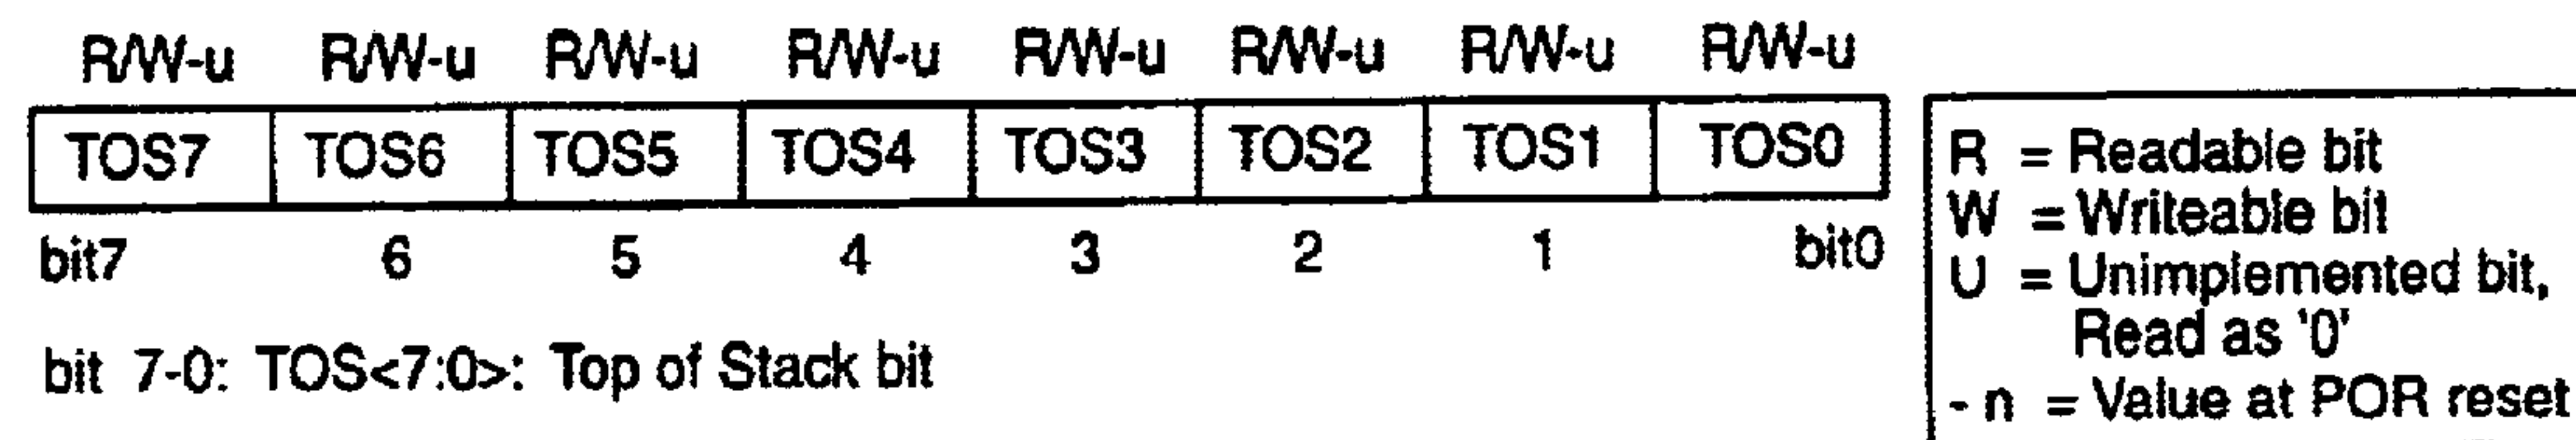 R/W-u R/W-u R/W-u R/W-u R/W-u R/W-u R/W-u R/W-u
TOS7 TOS6 TOS5 TOS4 TOS3 TOS2 TOS1 TOS0
bit7 6 5 4 3 2 1 bit0
bit 7-0: TOS<7:0>: Top of Stack bit
R = Readable bit
W = Writeable bit
U = Unimplemented bit,
Read as '0'
- n = Value at POR reset